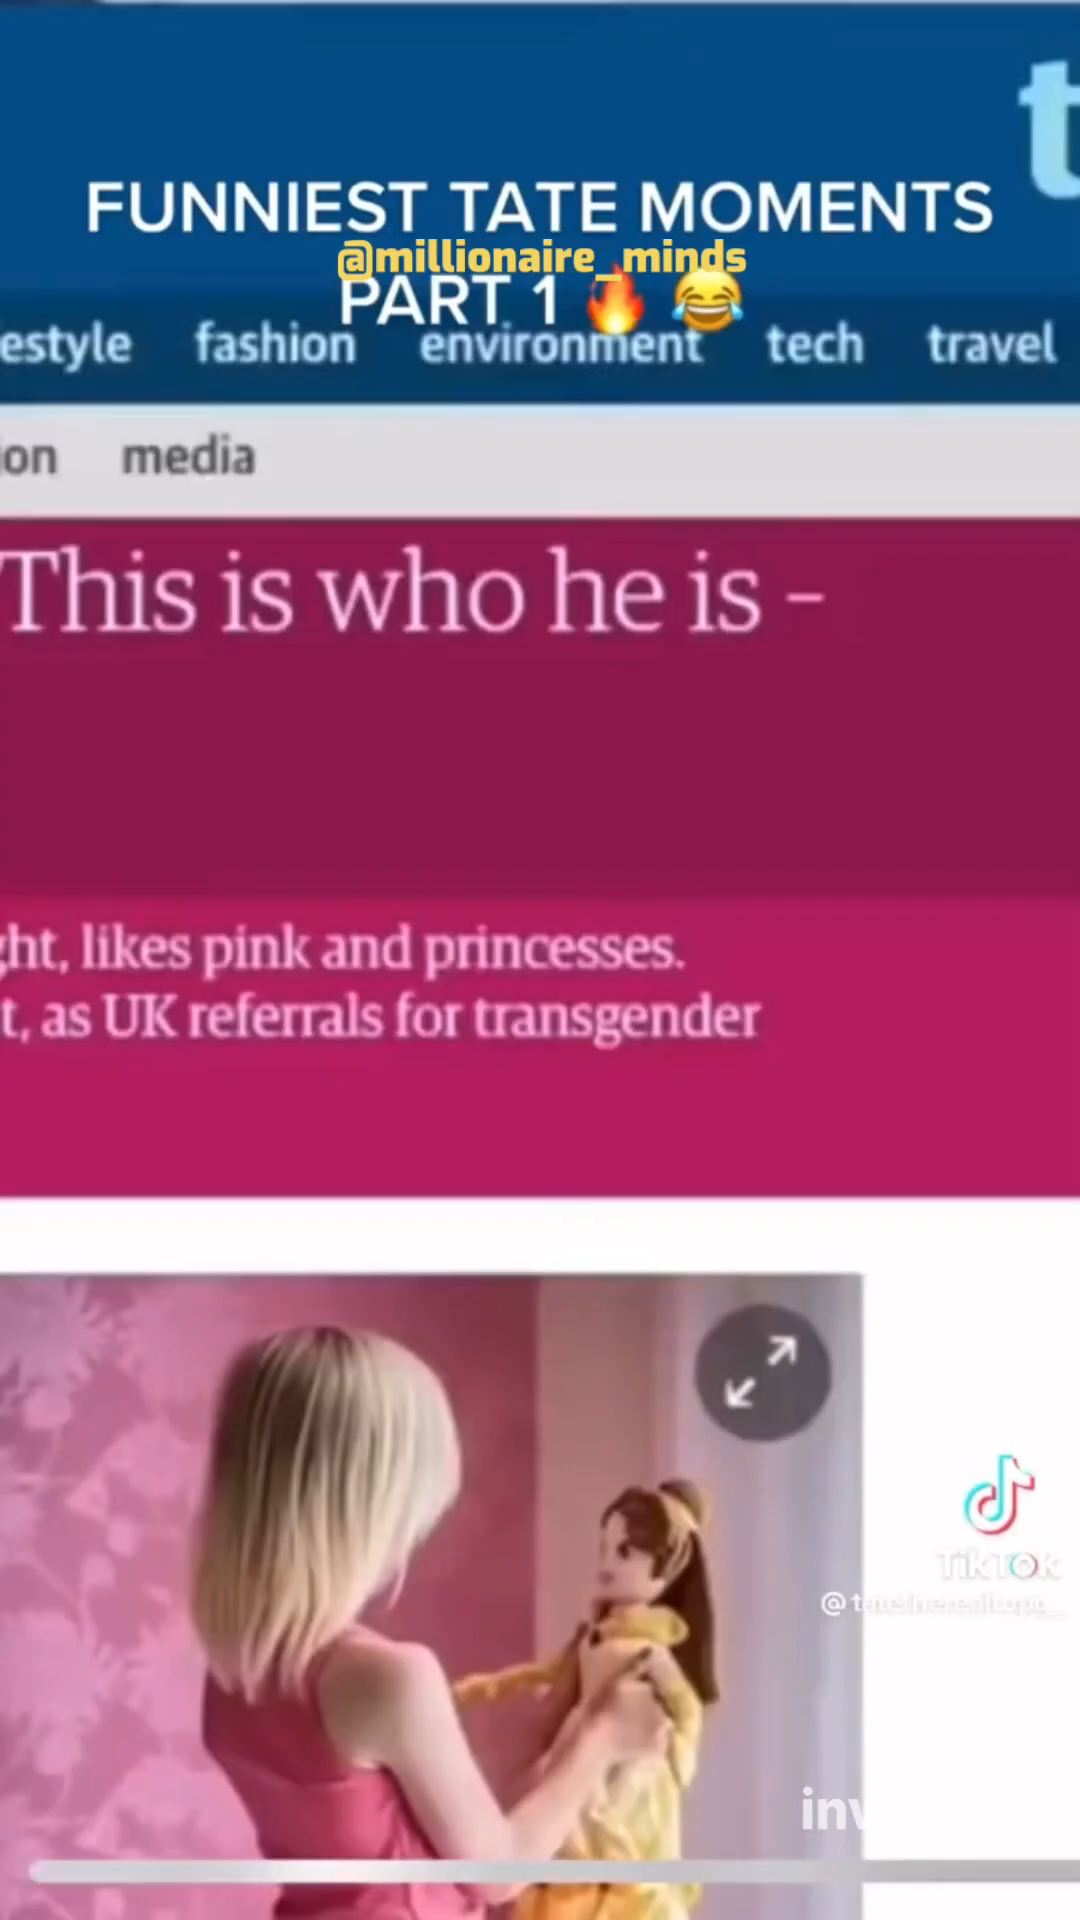 t
FUNNIEST TATE MOMENTS
@millionaire_minds
PART 1 🔥 😂
estyle fashion environment tech travel
ion media
This is who he is –
ght, likes pink and princesses.
t, as UK referrals for transgender
TikTok
inv